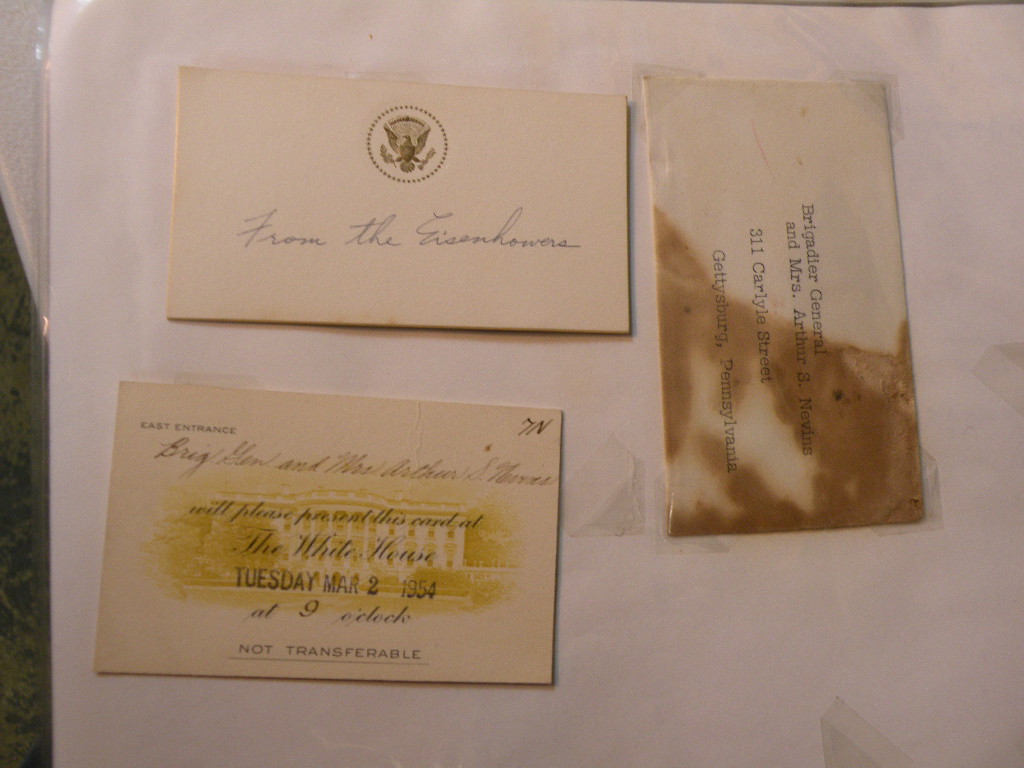 From the Eisenhowers
Brigadier General
and Mrs. Arthur S. Nevins
311 Carlyle Street
Gettysburg, Pennsylvania
EAST ENTRANCE
7N
Brig Gen and Mrs Arthur S Nevins
will please present this card at
The White House
TUESDAY MAR 2 1954
at 9 o'clock
NOT TRANSFERABLE